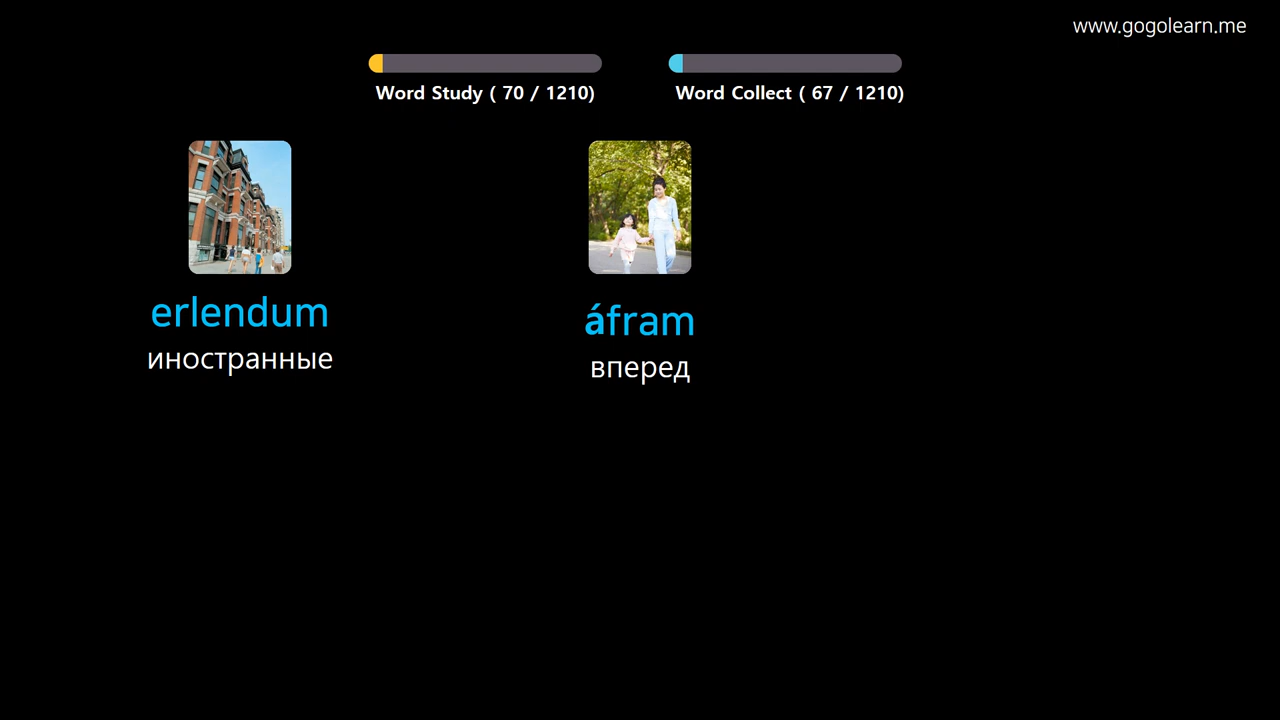 www.gogolearn.me
Word Study ( 70 / 1210)
Word Collect ( 67 / 1210)
erlendum
иностранные
áfram
вперед